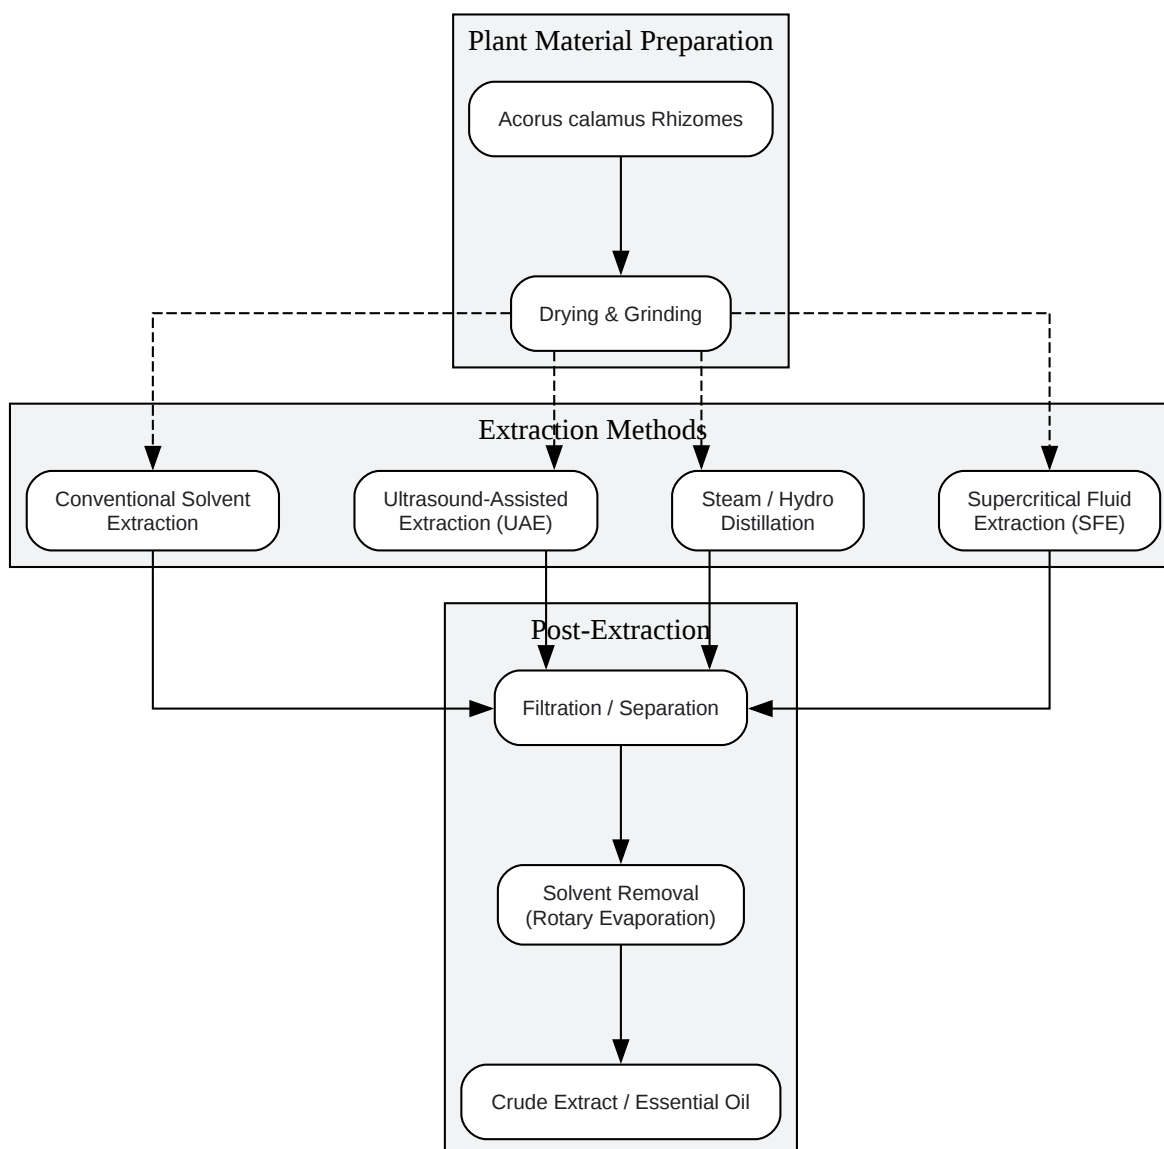 Plant Material Preparation
Acorus calamus Rhizomes
Drying & Grinding
Extraction Methods
Conventional Solvent
Extraction
Ultrasound-Assisted
Extraction (UAE)
Steam / Hydro
Distillation
Supercritical Fluid
Extraction (SFE)
Post-Extraction
Filtration / Separation
Solvent Removal
(Rotary Evaporation)
Crude Extract / Essential Oil